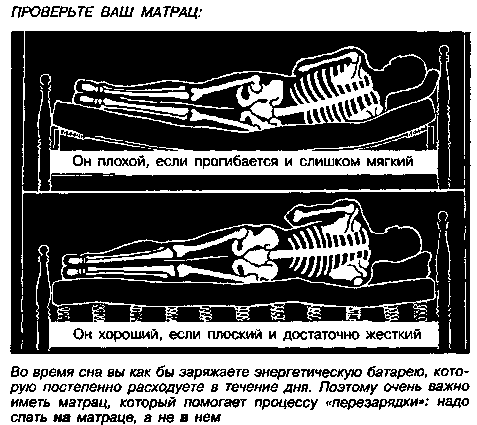 ПРОВЕРЬТЕ ВАШ МАТРАЦ:
Он плохой, если прогибается и слишком мягкий
Он хороший, если плоский и достаточно жесткий
Во время сна вы как бы заряжаете энергетическую батарею, кото-
рую постепенно расходуете в течение дня. Поэтому очень важно
иметь матрац, который помогает процессу «перезарядки»: надо
спать на матраце, а не в нем